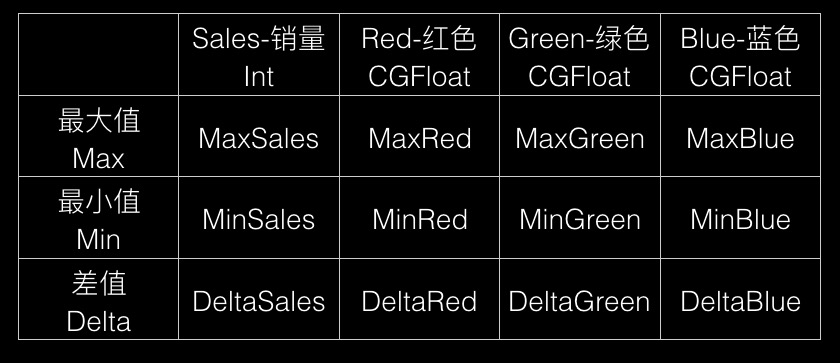 Sales-销量 Red-红色 Green-绿色 Blue-蓝色
Int CGFloat CGFloat CGFloat
最大值
Max
MaxSales MaxRed MaxGreen MaxBlue
最小值
Min
MinSales MinRed MinGreen MinBlue
差值
Delta
DeltaSales DeltaRed DeltaGreen DeltaBlue